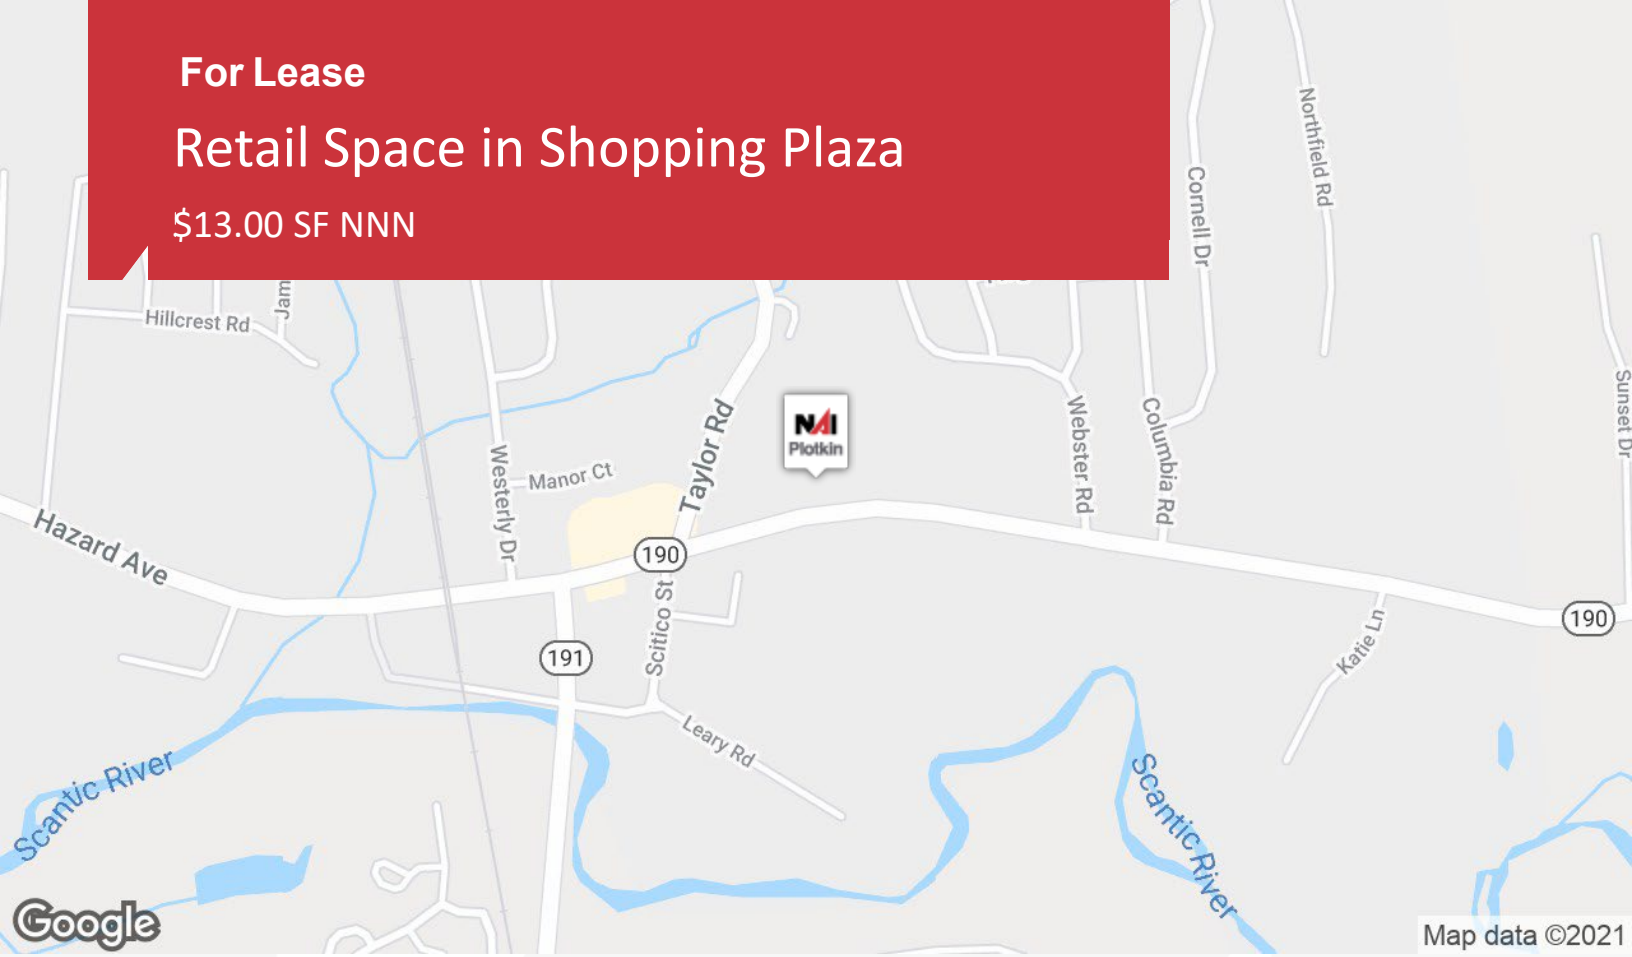 For Lease
Retail Space in Shopping Plaza
$13.00 SF NNN
Northfield Rd
Cornell Dr
Jam
Hillcrest Rd
Sunset Dr
Taylor Rd
NAI
Plotkin
Webster Rd
Columbia Rd
Westerly Dr
Manor Ct
Hazard Ave
190
190
Scitico St
191
Katie Ln
Leary Rd
Scantic River
Scantic River
Google
Map data ©2021